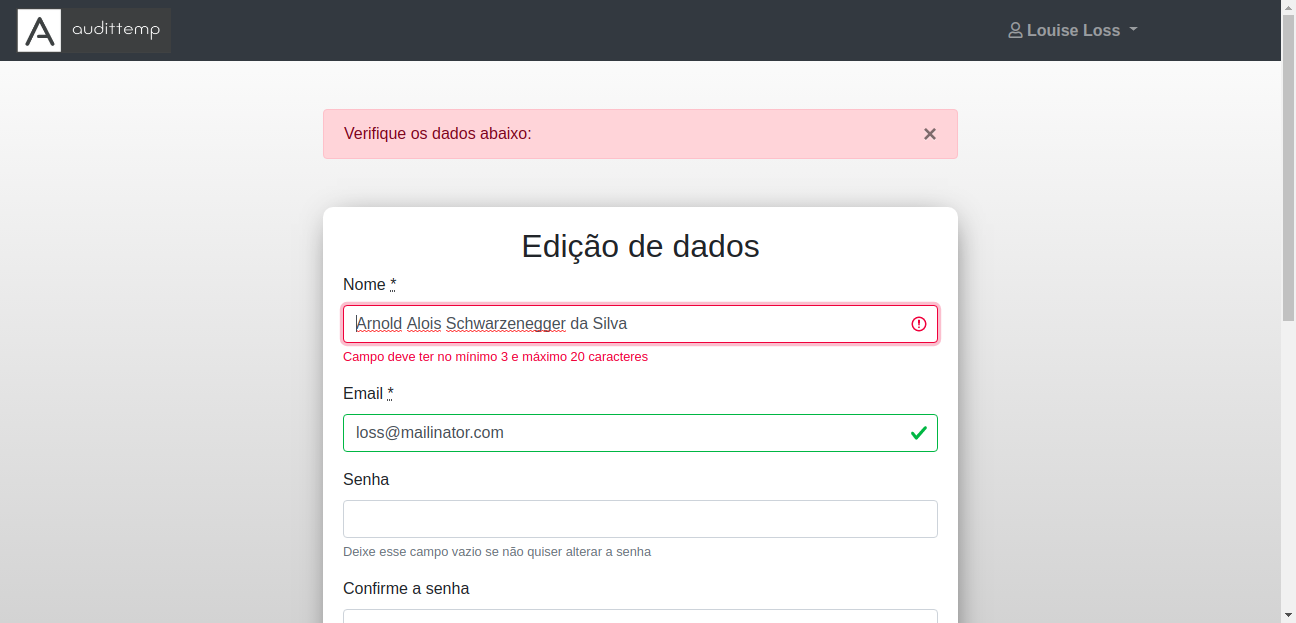 A audittemp
Louise Loss
Verifique os dados abaixo:
Edição de dados
Nome *
Arnold Alois Schwarzenegger da Silva
Campo deve ter no mínimo 3 e máximo 20 caracteres
Email *
loss@mailinator.com
Senha
Deixe esse campo vazio se não quiser alterar a senha
Confirme a senha